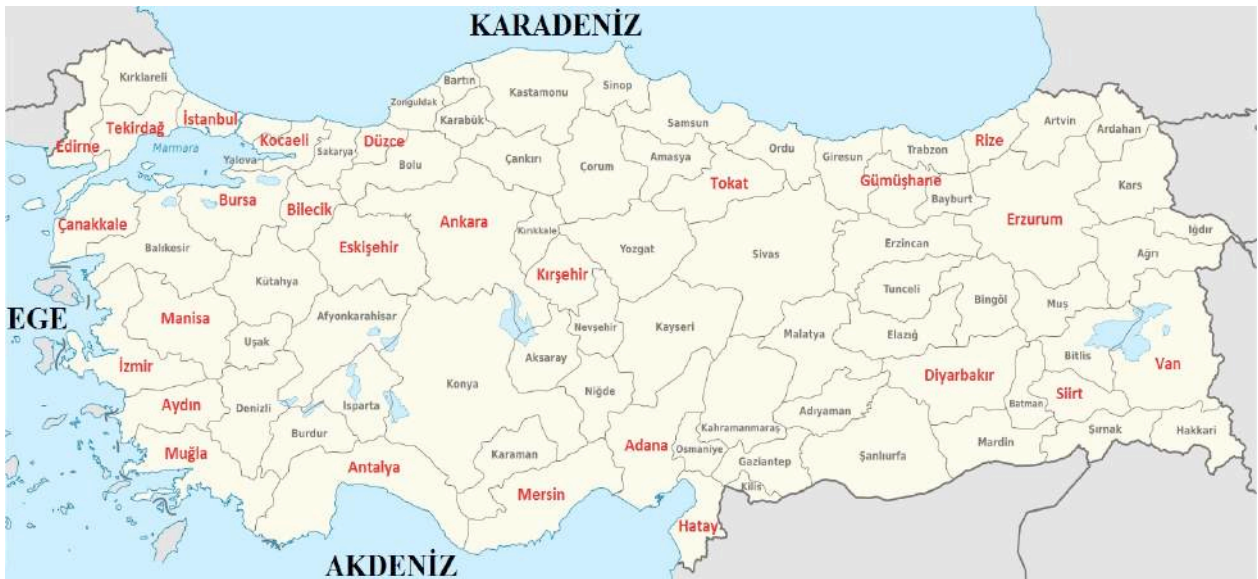 KARADENİZ
Kırklareli
Edirne
Tekirdağ
İstanbul
Marmara
Yalova
Kocaeli
Sakarya
Düzce
Bolu
Zonguldak
Bartın
Karabük
Kastamonu
Sinop
Çankırı
Çorum
Samsun
Amasya
Tokat
Ordu
Giresun
Gümüşhane
Trabzon
Bayburt
Rize
Artvin
Ardahan
Kars
Iğdır
Erzurum
Ağrı
Çanakkale
Balıkesir
Bursa
Bilecik
Eskişehir
Kütahya
Ankara
Kırıkkale
Kırşehir
Yozgat
Sivas
Erzincan
Tunceli
Bingöl
Muş
EGE
Manisa
Uşak
Afyonkarahisar
İzmir
Aydın
Denizli
Muğla
Burdur
Isparta
Antalya
Konya
Aksaray
Nevşehir
Niğde
Kayseri
Karaman
Mersin
Adana
Kahramanmaraş
Osmaniye
Gaziantep
Kilis
Hatay
Malatya
Elazığ
Adıyaman
Şanlıurfa
Diyarbakır
Mardin
Batman
Siirt
Bitlis
Van
Şırnak
Hakkari
AKDENİZ